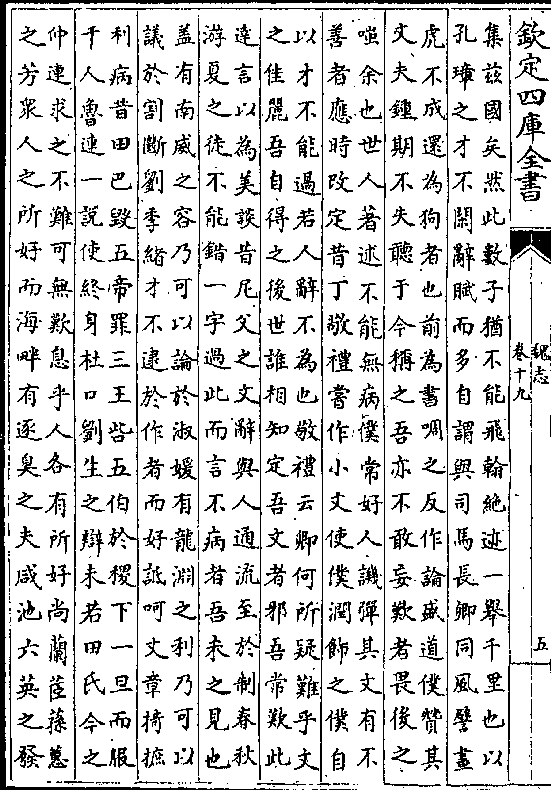 欽定四庫全書
魏志
卷十九
五
集兹國矣然此數子猶不能飛翰絶迹一舉千里也以
孔璋之才不閑辭賦而多自謂與司馬長卿同風譬畫
虎不成還為狗者也前為書啁之反作論盛道僕贊其
文夫鍾期不失聽于今稱之吾亦不敢妄歎者畏後之
嗤余也世人著述不能無病僕常好人譏彈其文有不
善者應時改定昔丁敬禮嘗作小文使僕潤飾之僕自
以才不能過若人辭不為也敬禮云卿何所疑難乎文
之佳麗吾自得之後世誰相知定吾文者邪吾常歎此
達言以為美談昔尼父之文辭與人通流至於制春秋
游夏之徒不能錯一字過此而言不病者吾未之見也
蓋有南威之容乃可以論於淑媛有龍淵之利乃可以
議於割斷劉季緒才不逮於作者而好詆呵文章掎摭
利病昔田巴毀五帝罪三王呰五伯於稷下一旦而服
千人魯連一說使終身杜口劉生之辯未若田氏今之
仲連求之不難可無歎息乎人各有所好尚蘭茝蓀蕙
之芳衆人之所好而海畔有逐臭之夫咸池六英之發